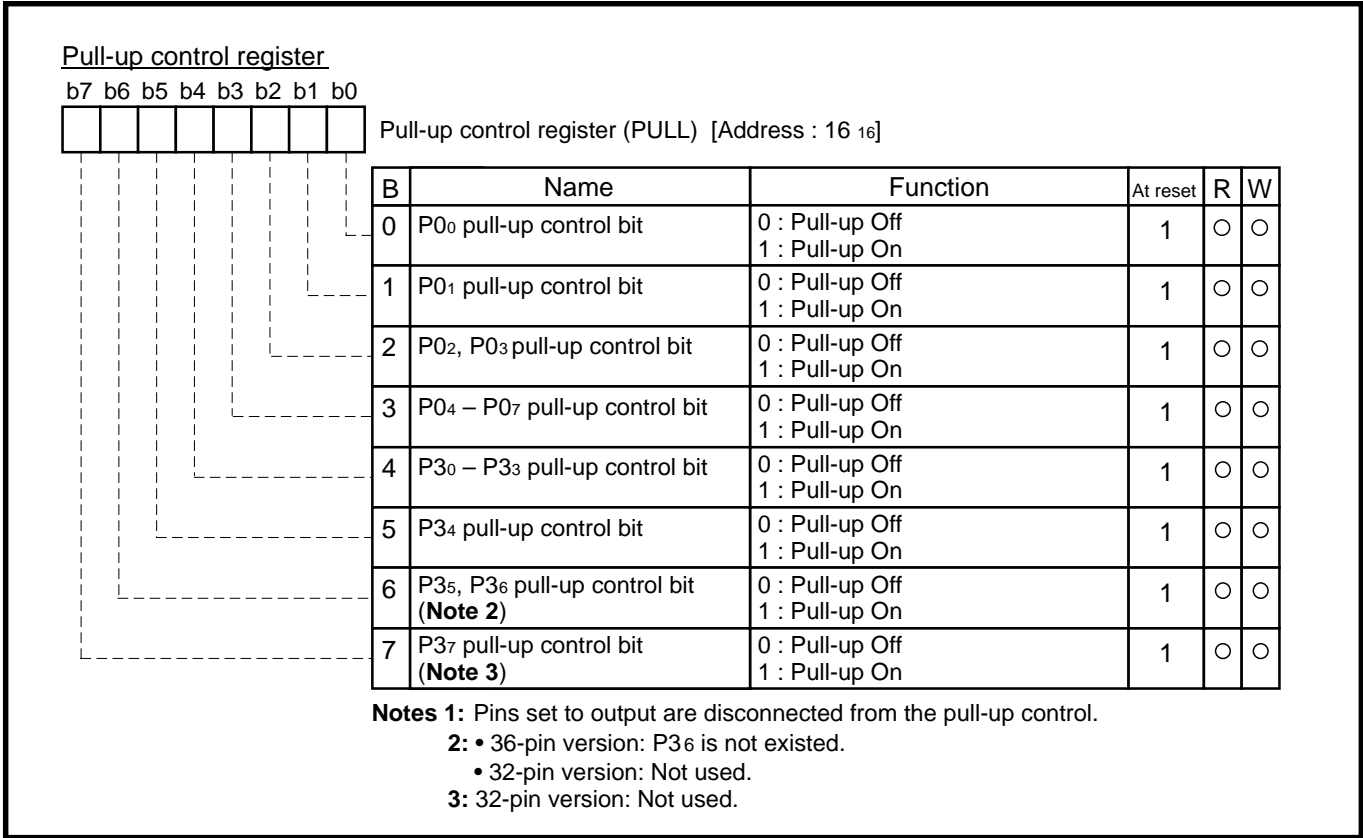 Pull-up control register
b7 b6 b5 b4 b3 b2 b1 b0
Pull-up control register (PULL) [Address : 16 16]
B Name Function At reset R W
0 P00 pull-up control bit 0 : Pull-up Off 1 ○ ○
1 : Pull-up On
1 P01 pull-up control bit 0 : Pull-up Off 1 ○ ○
1 : Pull-up On
2 P02, P03 pull-up control bit 0 : Pull-up Off 1 ○ ○
1 : Pull-up On
3 P04 – P07 pull-up control bit 0 : Pull-up Off 1 ○ ○
1 : Pull-up On
4 P30 – P33 pull-up control bit 0 : Pull-up Off 1 ○ ○
1 : Pull-up On
5 P34 pull-up control bit 0 : Pull-up Off 1 ○ ○
1 : Pull-up On
6 P35, P36 pull-up control bit 0 : Pull-up Off 1 ○ ○
(Note 2) 1 : Pull-up On
7 P37 pull-up control bit 0 : Pull-up Off 1 ○ ○
(Note 3) 1 : Pull-up On
Notes 1: Pins set to output are disconnected from the pull-up control.
2: • 36-pin version: P36 is not existed.
• 32-pin version: Not used.
3: 32-pin version: Not used.